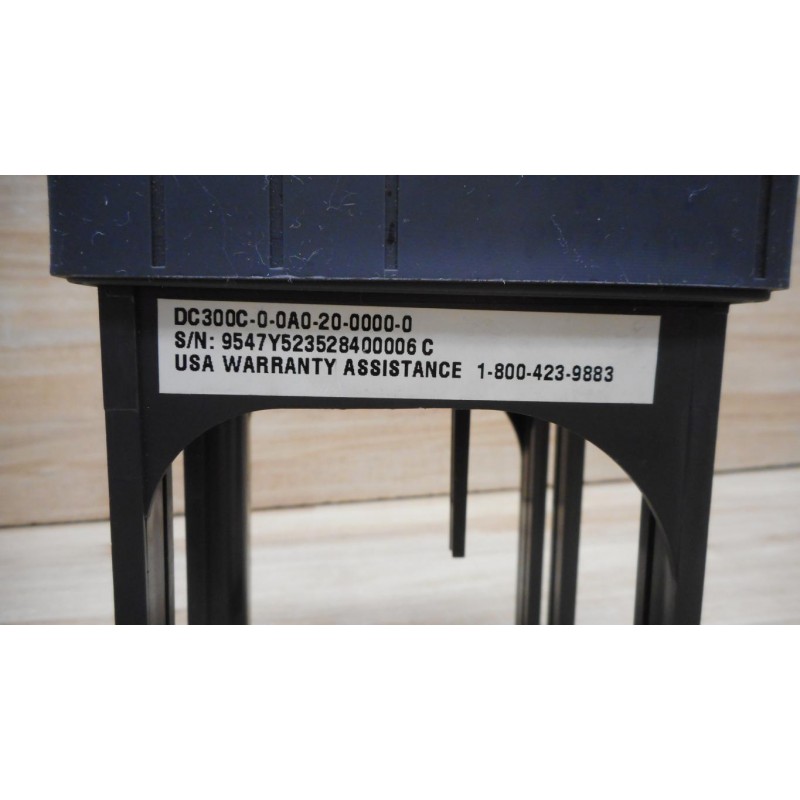 DC300C-0-0A0-20-0000-0
S/N: 9547Y523528400006 C
USA WARRANTY ASSISTANCE 1-800-423-9883